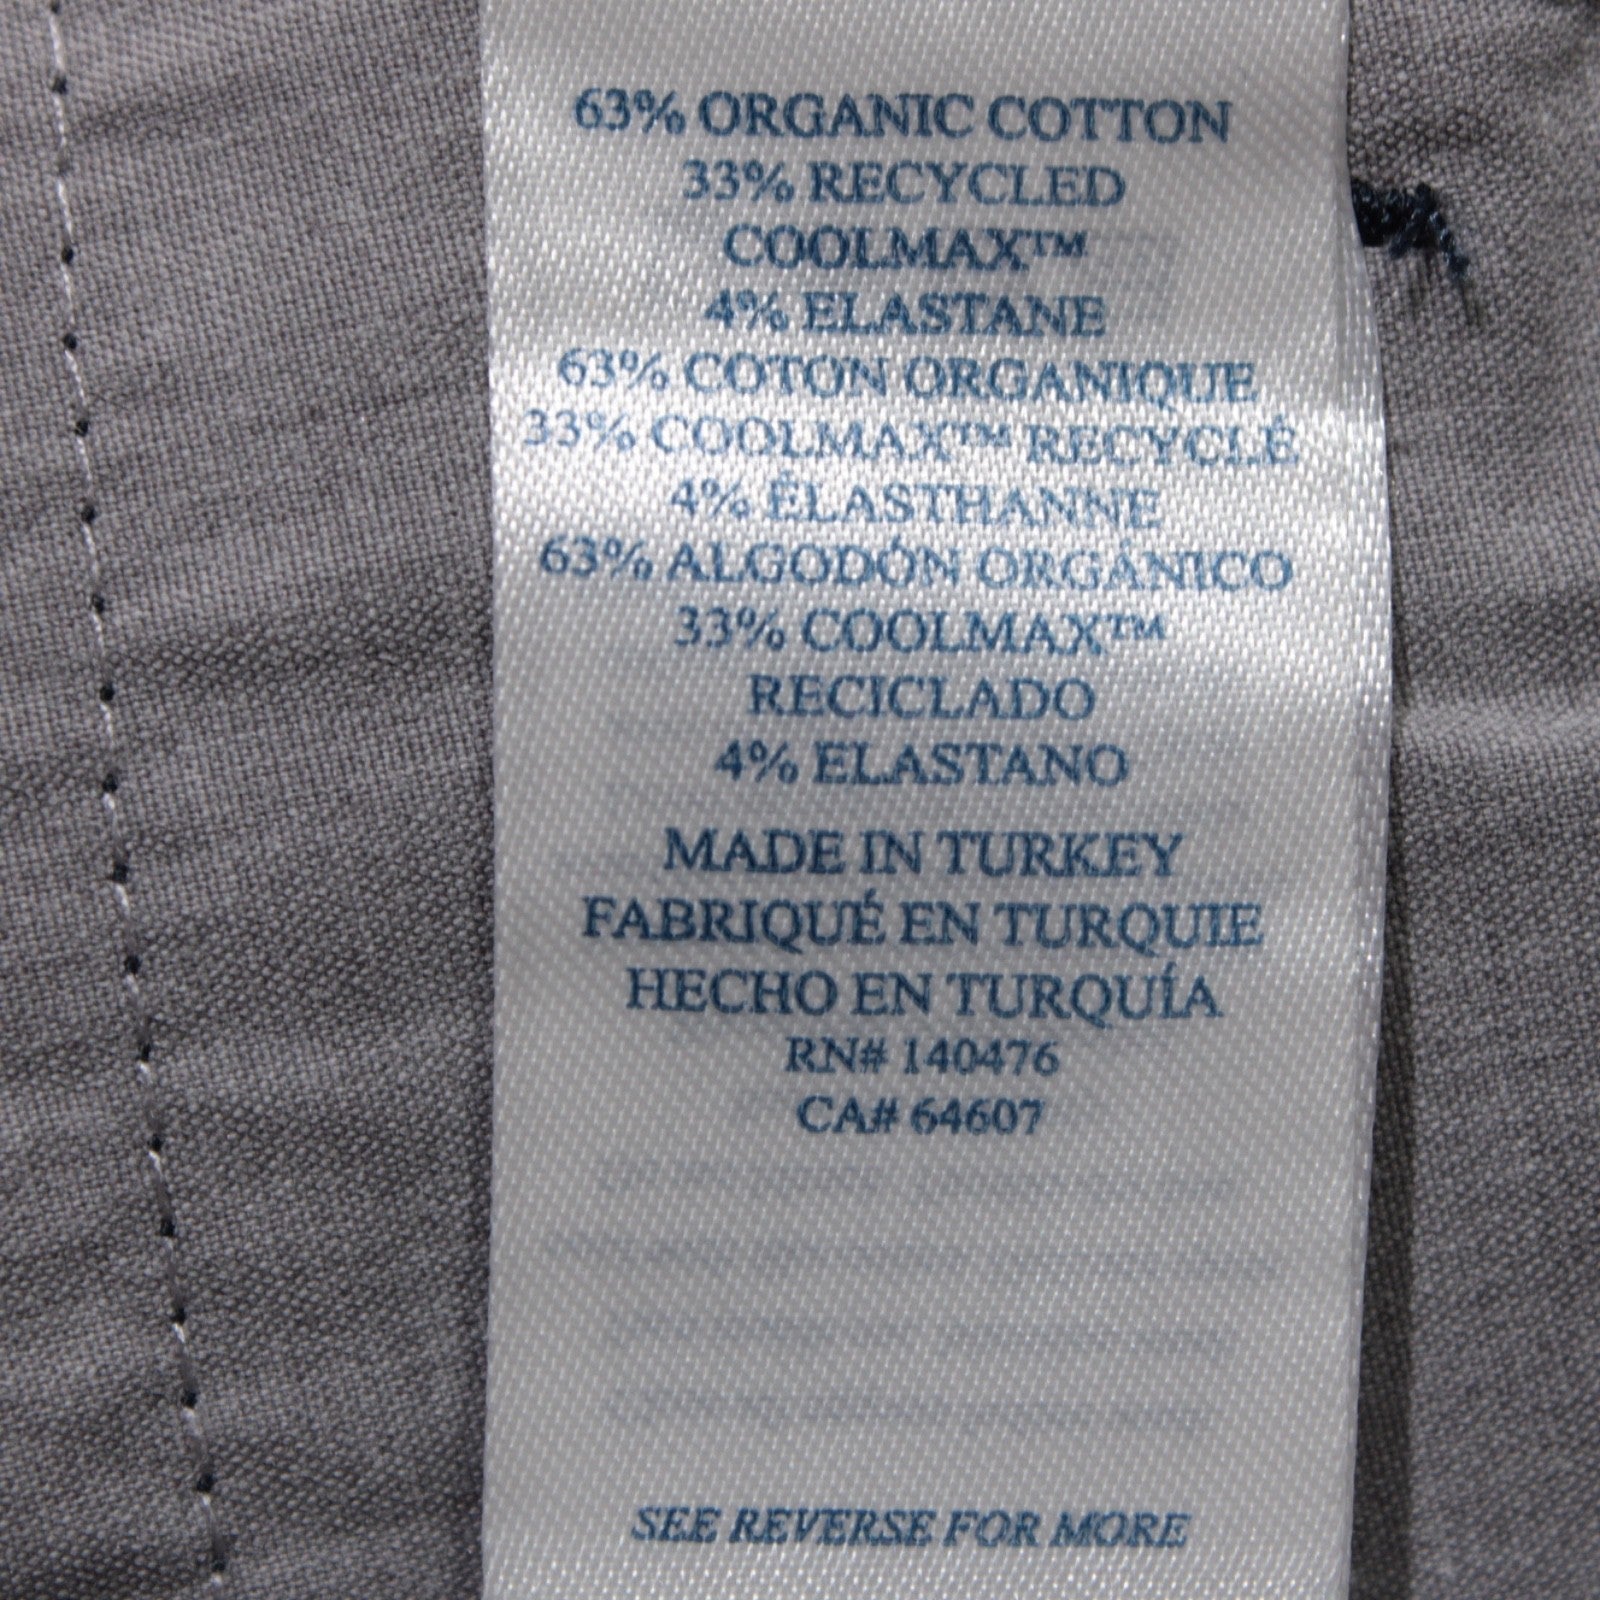 63% ORGANIC COTTON
33% RECYCLED
COOLMAX™
4% ELASTANE
63% COTON ORGANIQUE
33% COOLMAX™ RECYCLÉ
4% ÉLASTHANNE
63% ALGODÓN ORGÁNICO
33% COOLMAX™
RECICLADO
4% ELASTANO
MADE IN TURKEY
FABRIQUÉ EN TURQUIE
HECHO EN TURQUÍA
RN# 140476
CA# 64607
SEE REVERSE FOR MORE